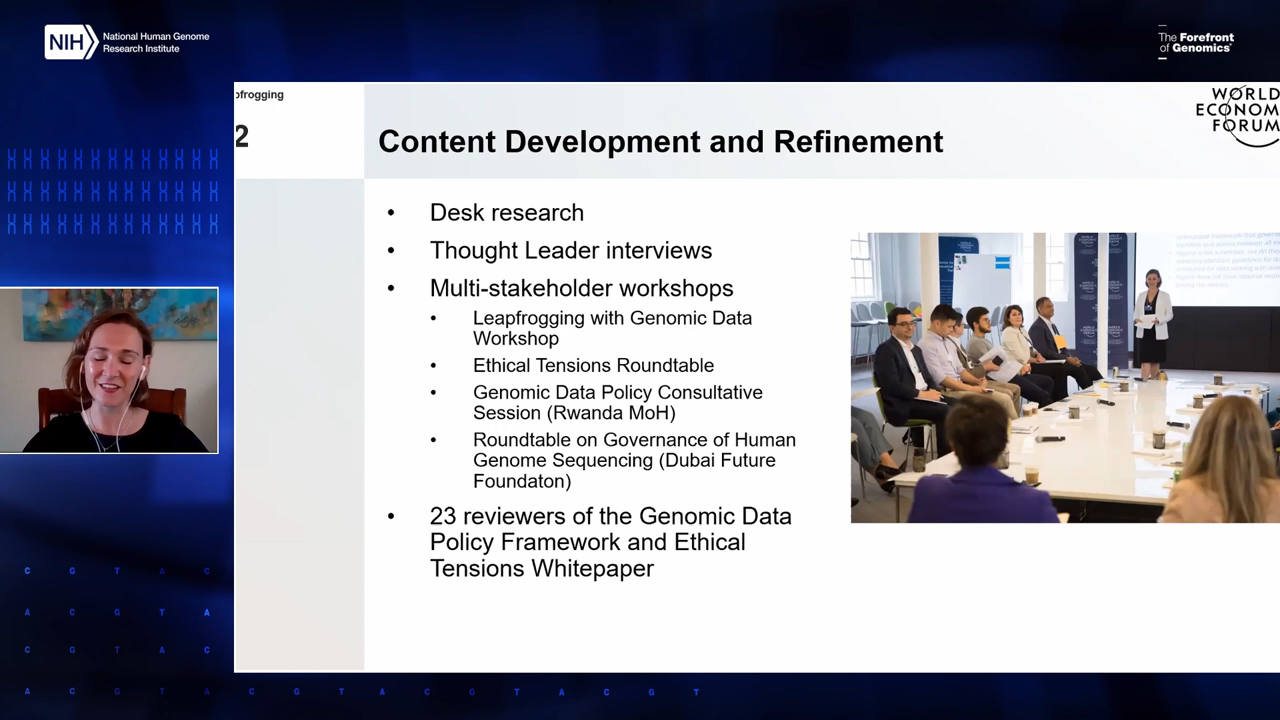 NIH
National Human Genome
Research Institute
The Forefront
of Genomics
ofrogging
2
Content Development and Refinement
WORLD
ECONOM
FORUM
• Desk research
• Thought Leader interviews
• Multi-stakeholder workshops
• Leapfrogging with Genomic Data
Workshop
• Ethical Tensions Roundtable
• Genomic Data Policy Consultative
Session (Rwanda MoH)
• Roundtable on Governance of Human
Genome Sequencing (Dubai Future
Foundaton)
• 23 reviewers of the Genomic Data
Policy Framework and Ethical
Tensions Whitepaper
C G T A C
A C G T A
C G T A C
A C G T A C G T A C G T A C G T